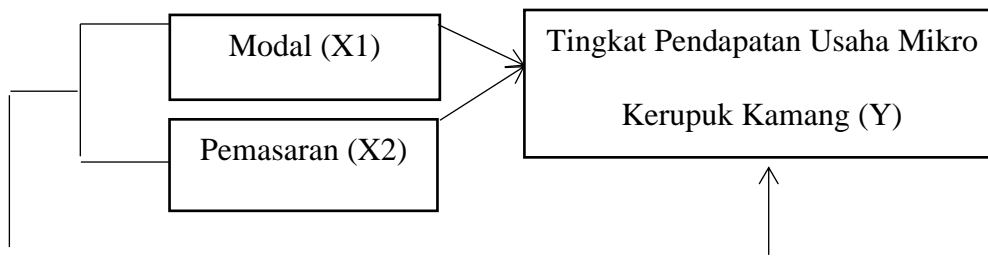 Modal (X1)
Pemasaran (X2)
Tingkat Pendapatan Usaha Mikro
Kerupuk Kamang (Y)